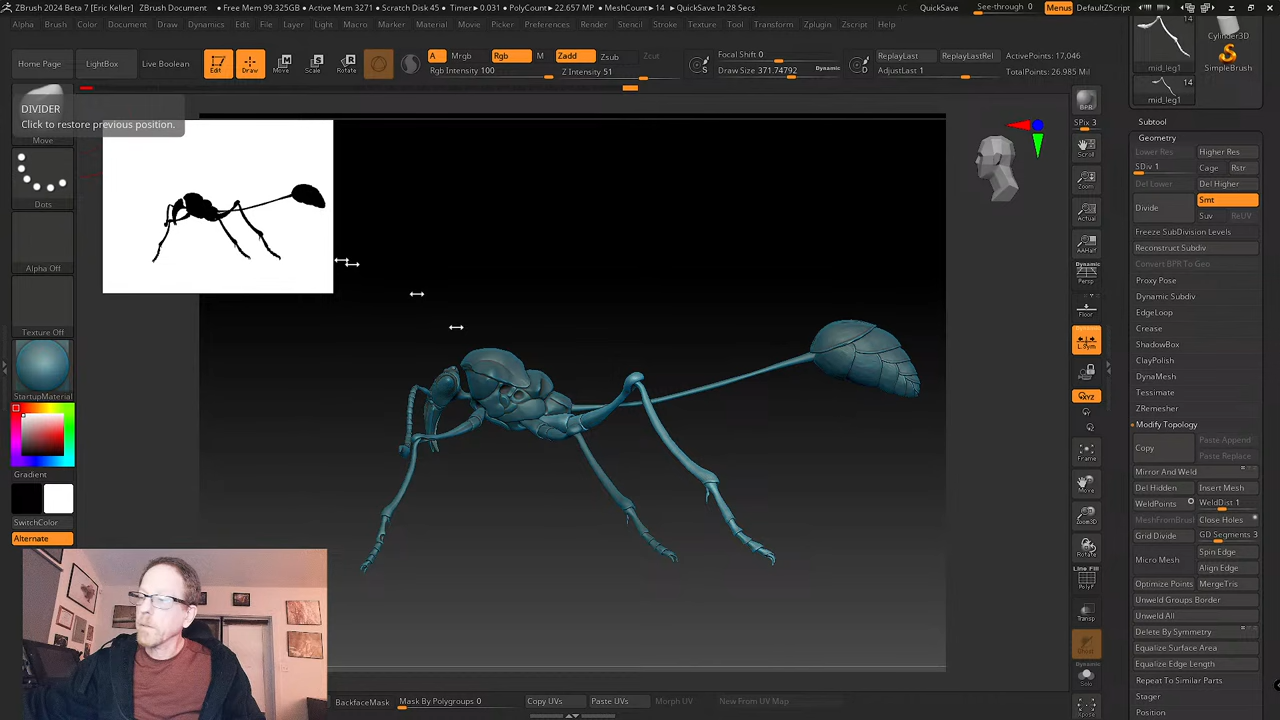 ZBrush 2024 Beta 7 [Eric Keller] ZBrush Document • Free Mem 99.325GB • Active Mem 3271 • Scratch Disk 45 • Timer▶0.031 • PolyCount▶22.657 MP • MeshCount▶14 • QuickSave In 28 Secs AC QuickSave See-through 0 Menus DefaultZScript
Alpha Brush Color Document Draw Dynamics Edit File Layer Light Macro Marker Material Movie Picker Preferences Render Stencil Stroke Texture Tool Transform Zplugin Zscript Help
Home Page LightBox Live Boolean Edit Draw Move Scale Rotate
A Mrgb Rgb M Zadd Zsub Zcut
Rgb Intensity 100 Z Intensity 51
Focal Shift 0
Draw Size 371.74792 Dynamic
ReplayLast ReplayLastRel ActivePoints: 17,046
AdjustLast 1 TotalPoints: 26.985 Mil
DIVIDER
Click to restore previous position.
Move
Dots
Alpha Off
Texture Off
StartupMaterial
Gradient
SwitchColor
Alternate
BackfaceMask Mask By Polygroups 0 Copy UVs Paste UVs Morph UV New From UV Map
BPR
SPix 3
Scroll
Zoom
Actual
AAHalf
Dynamic
Persp
Floor
L.Sym
XYZ
Frame
Move
Zoom3D
Rotate
Line Fill
PolyF
Transp
Dynamic
Solo
Xpose
14
mid_leg1
14
mid_leg1
Cylinder3D
SimpleBrush
Subtool
Geometry
Lower Res Higher Res
SDiv 1 Cage Rstr
Del Lower Del Higher
Divide Smt
Suv ReUV
Freeze SubDivision Levels
Reconstruct Subdiv
Convert BPR To Geo
Proxy Pose
Dynamic Subdiv
EdgeLoop
Crease
ShadowBox
ClayPolish
DynaMesh
Tessimate
ZRemesher
Modify Topology
Copy Paste Append
Paste Replace
Mirror And Weld
Del Hidden Insert Mesh
WeldPoints WeldDist 1
MeshFromBrush Close Holes
Grid Divide GD Segments 3
Micro Mesh Spin Edge
Align Edge
Optimize Points MergeTris
Unweld Groups Border
Unweld All
Delete By Symmetry
Equalize Surface Area
Equalize Edge Length
Repeat To Similar Parts
Stager
Position